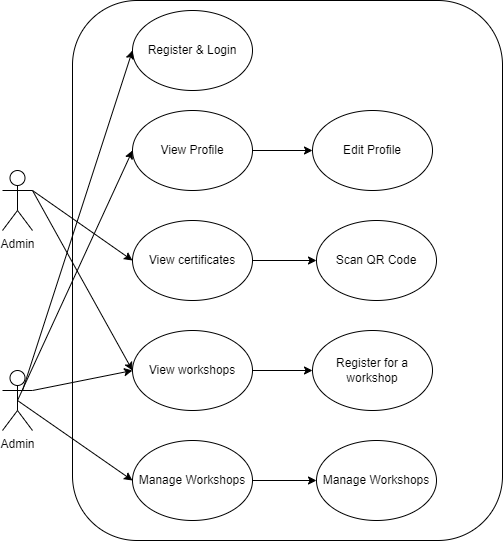 Register & Login
View Profile
Edit Profile
Admin
View certificates
Scan QR Code
View workshops
Register for a
workshop
Admin
Manage Workshops
Manage Workshops